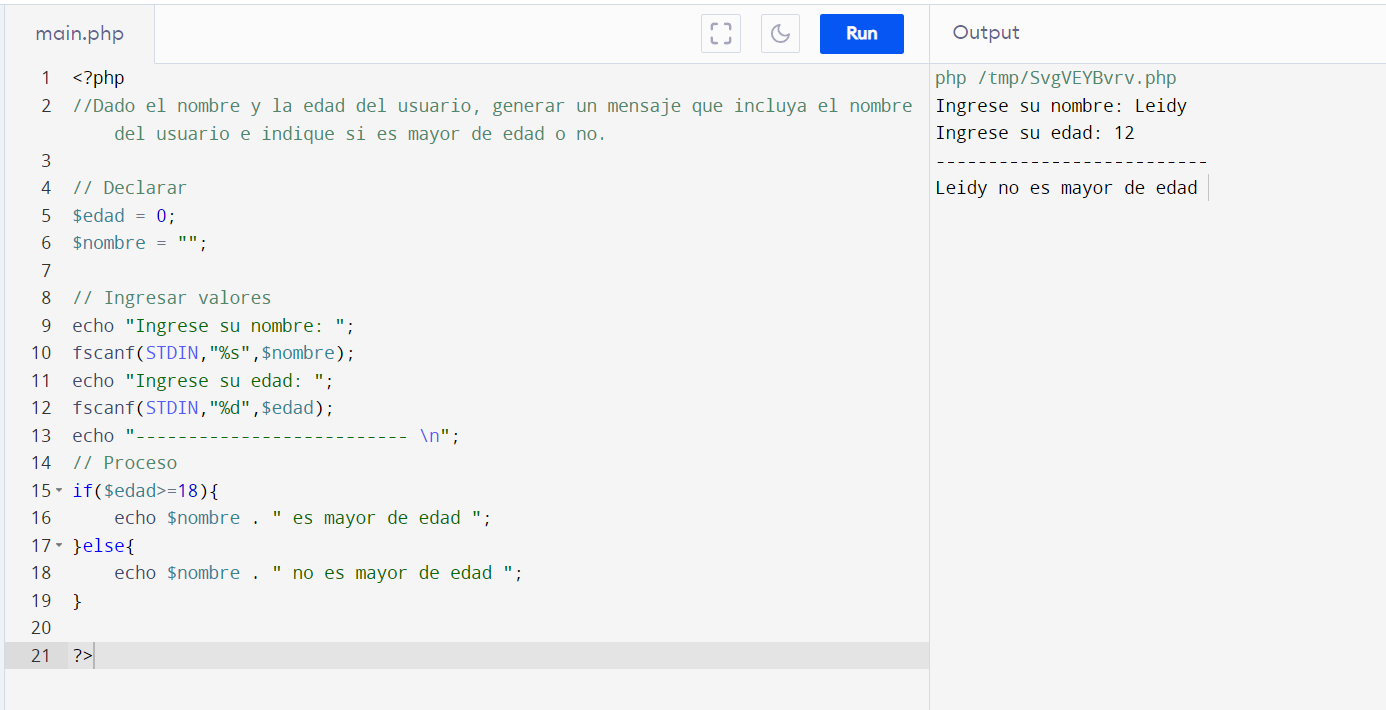 main.php
Run
Output
1 <?php
2 //Dado el nombre y la edad del usuario, generar un mensaje que incluya el nombre
del usuario e indique si es mayor de edad o no.
3
4 // Declarar
5 $edad = 0;
6 $nombre = "";
7
8 // Ingresar valores
9 echo "Ingrese su nombre: ";
10 fscanf(STDIN,"%s",$nombre);
11 echo "Ingrese su edad: ";
12 fscanf(STDIN,"%d",$edad);
13 echo "-------------------------- \n";
14 // Proceso
15 if($edad>=18){
16     echo $nombre . " es mayor de edad ";
17 }else{
18     echo $nombre . " no es mayor de edad ";
19 }
20
21 ?>
php /tmp/SvgVEYBvrv.php
Ingrese su nombre: Leidy
Ingrese su edad: 12
--------------------------
Leidy no es mayor de edad